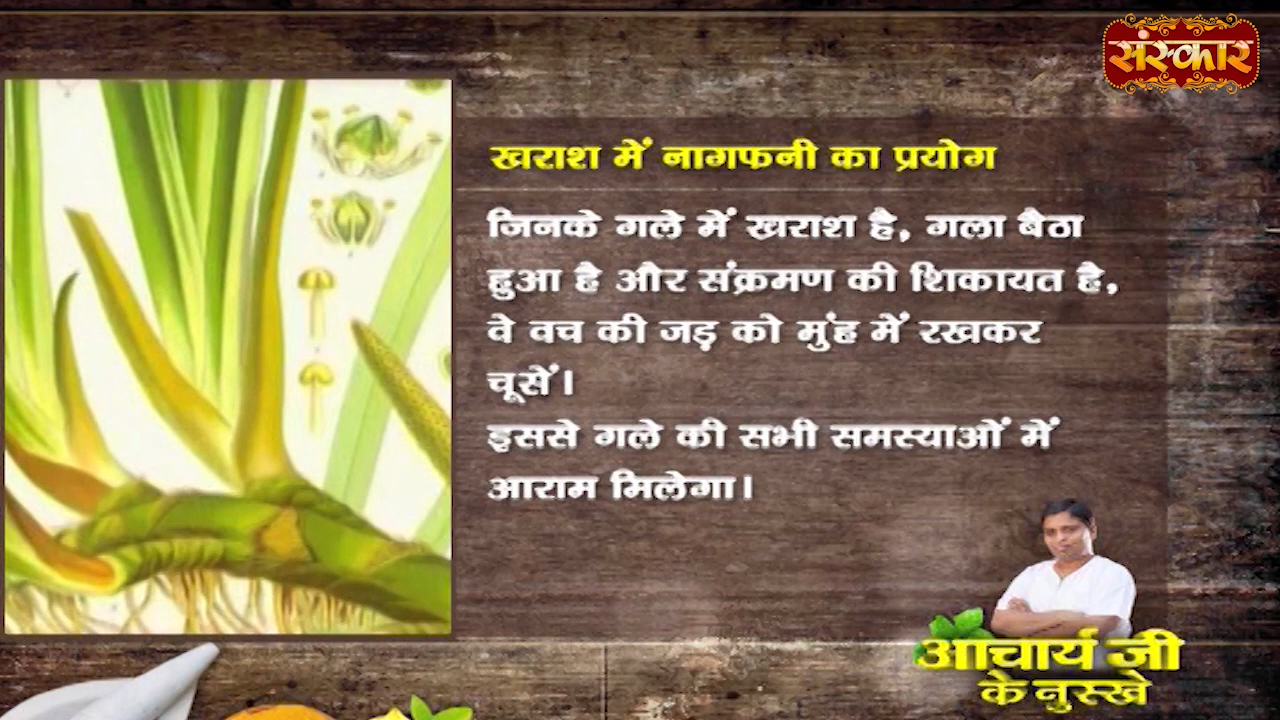 संस्कार
खराश में नागफनी का प्रयोग
जिनके गले में खराश है, गला बैठा
हुआ है और संक्रमण की शिकायत है,
वे वच की जड़ को मुंह में रखकर
चूसें।
इससे गले की सभी समस्याओं में
आराम मिलेगा।
आचार्य जी
के नुस्खे